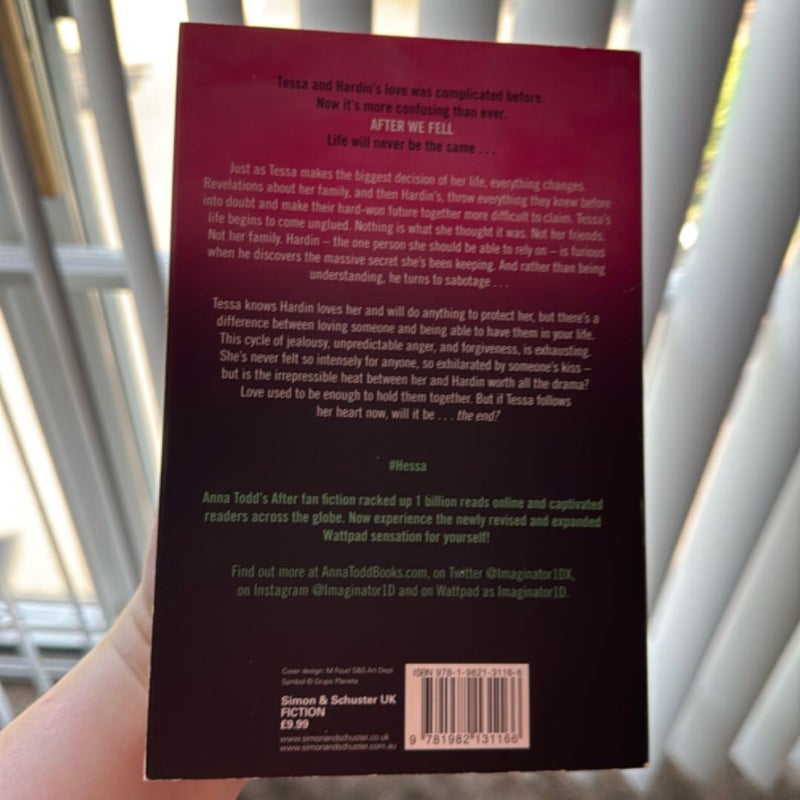 Tessa and Hardin's love was complicated before.
Now it's more confusing than ever.
AFTER WE FELL
Life will never be the same . . .
Just as Tessa makes the biggest decision of her life, everything changes.
Revelations about her family, and then Hardin's, throw everything they knew before
into doubt and make their hard-won future together more difficult to claim. Tessa's
life begins to come unglued. Nothing is what she thought it was. Not her friends.
Not her family. Hardin – the one person she should be able to rely on – is furious
when he discovers the massive secret she's been keeping. And rather than being
understanding, he turns to sabotage . . .
Tessa knows Hardin loves her and will do anything to protect her, but there's a
difference between loving someone and being able to have them in your life.
This cycle of jealousy, unpredictable anger, and forgiveness, is exhausting.
She's never felt so intensely for anyone, so exhilarated by someone's kiss –
but is the irrepressible heat between her and Hardin worth all the drama?
Love used to be enough to hold them together. But if Tessa follows
her heart now, will it be . . . the end?
#Hessa
Anna Todd's After fan fiction racked up 1 billion reads online and captivated
readers across the globe. Now experience the newly revised and expanded
Wattpad sensation for yourself!
Find out more at AnnaToddBooks.com, on Twitter @Imaginator1DX,
on Instagram @Imaginator1D and on Wattpad as Imaginator1D.
Cover design: M Four/ S&S Art Dept
Symbol © Grupo Planeta
Simon & Schuster UK
FICTION
£9.99
www.simonandschuster.co.uk
www.simonandschuster.com.au
ISBN 978-1-9821-3116-6
9 781982 131166